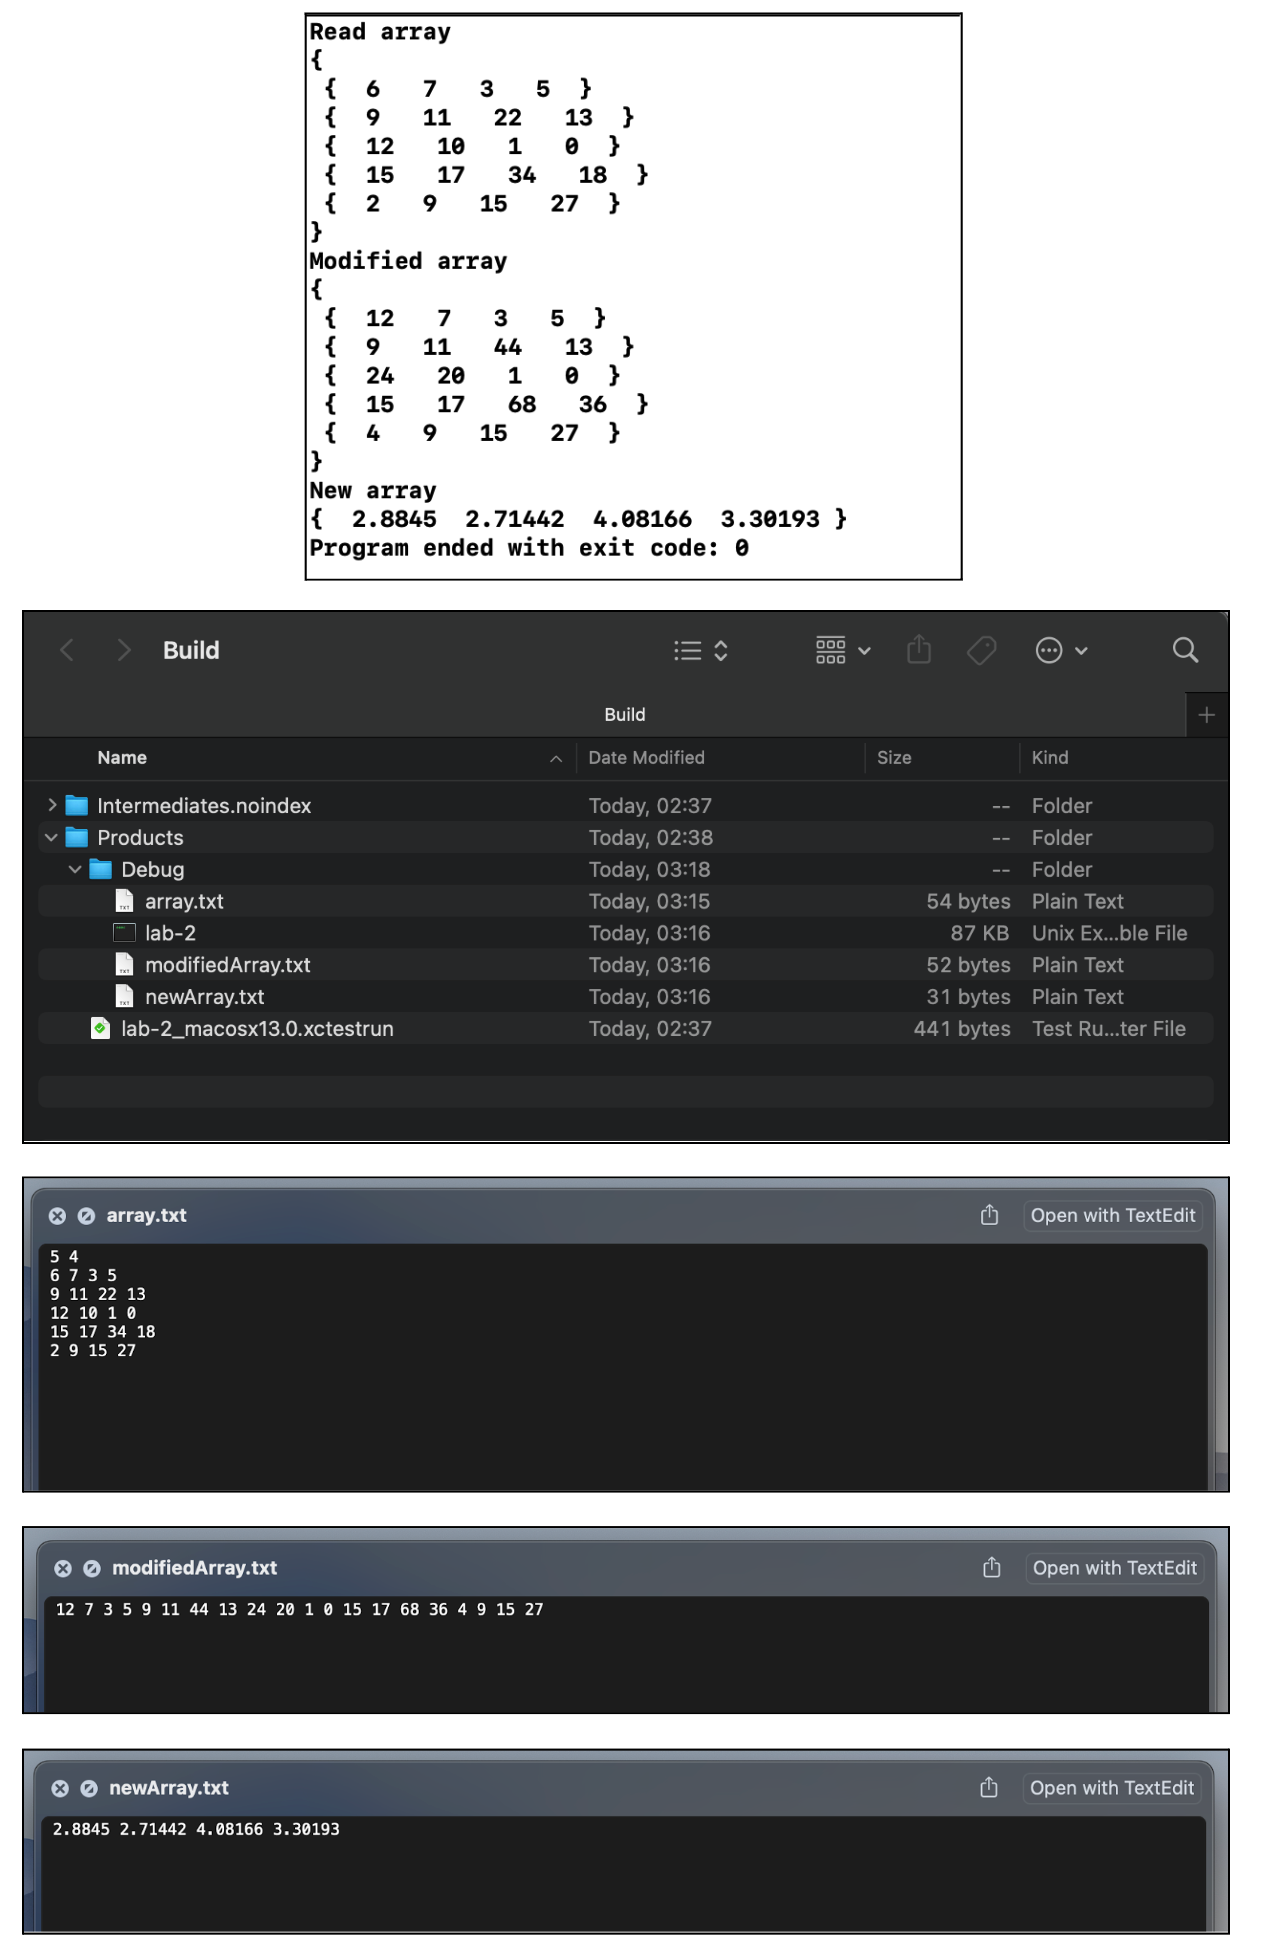 Read array
{
{ 6 7 3 5 }
{ 9 11 22 13 }
{ 12 10 1 0 }
{ 15 17 34 18 }
{ 2 9 15 27 }
}
Modified array
{
{ 12 7 3 5 }
{ 9 11 44 13 }
{ 24 20 1 0 }
{ 15 17 68 36 }
{ 4 9 15 27 }
}
New array
{ 2.8845 2.71442 4.08166 3.30193 }
Program ended with exit code: 0
Build
Build
Name Date Modified Size Kind
Intermediates.noindex Today, 02:37 -- Folder
Products Today, 02:38 -- Folder
Debug Today, 03:18 -- Folder
array.txt Today, 03:15 54 bytes Plain Text
lab-2 Today, 03:16 87 KB Unix Ex...ble File
modifiedArray.txt Today, 03:16 52 bytes Plain Text
newArray.txt Today, 03:16 31 bytes Plain Text
lab-2_macosx13.0.xctestrun Today, 02:37 441 bytes Test Ru...ter File
array.txt Open with TextEdit
5 4
6 7 3 5
9 11 22 13
12 10 1 0
15 17 34 18
2 9 15 27
modifiedArray.txt Open with TextEdit
12 7 3 5 9 11 44 13 24 20 1 0 15 17 68 36 4 9 15 27
newArray.txt Open with TextEdit
2.8845 2.71442 4.08166 3.30193